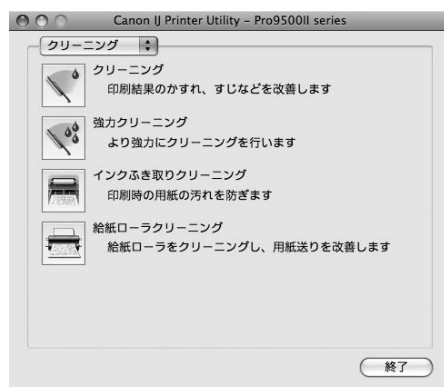 Canon IJ Printer Utility – Pro9500II series
クリーニング
クリーニング
印刷結果のかすれ、すじなどを改善します
強力クリーニング
より強力にクリーニングを行います
インクふき取りクリーニング
印刷時の用紙の汚れを防ぎます
給紙ローラクリーニング
給紙ローラをクリーニングし、用紙送りを改善します
終了